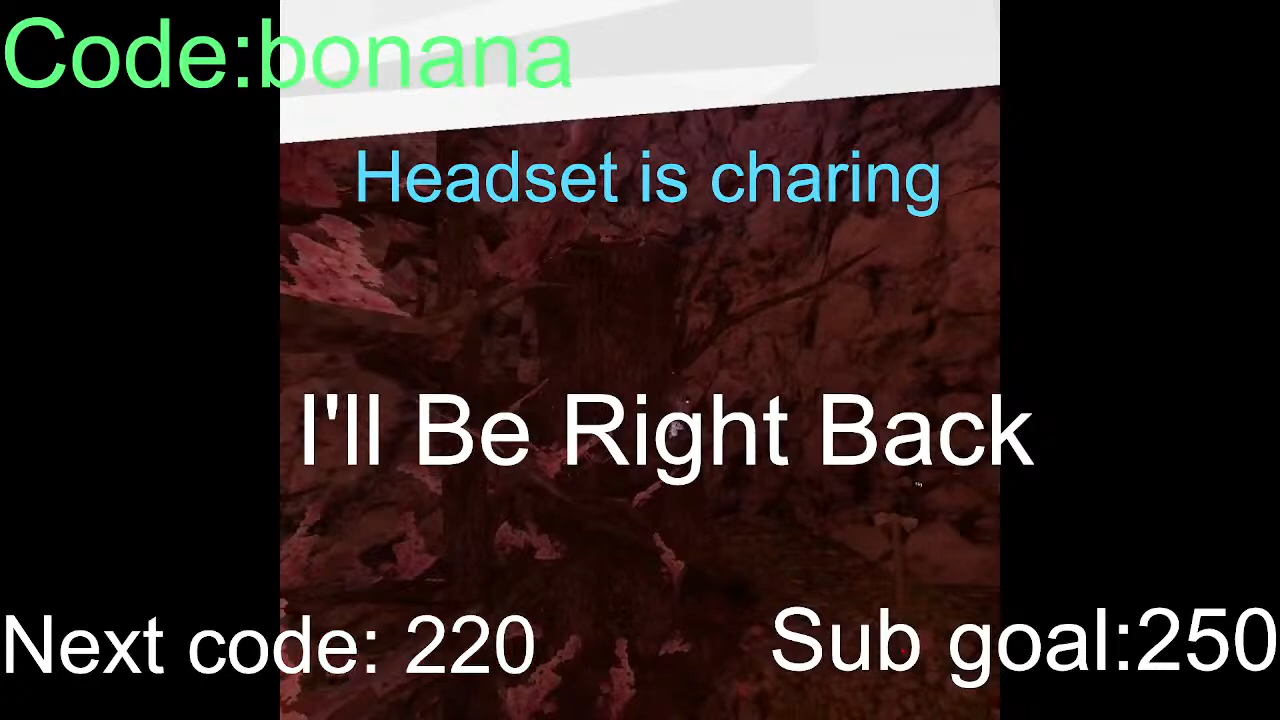 Code:bonana
Headset is charing
I'll Be Right Back
Next code: 220
Sub goal:250